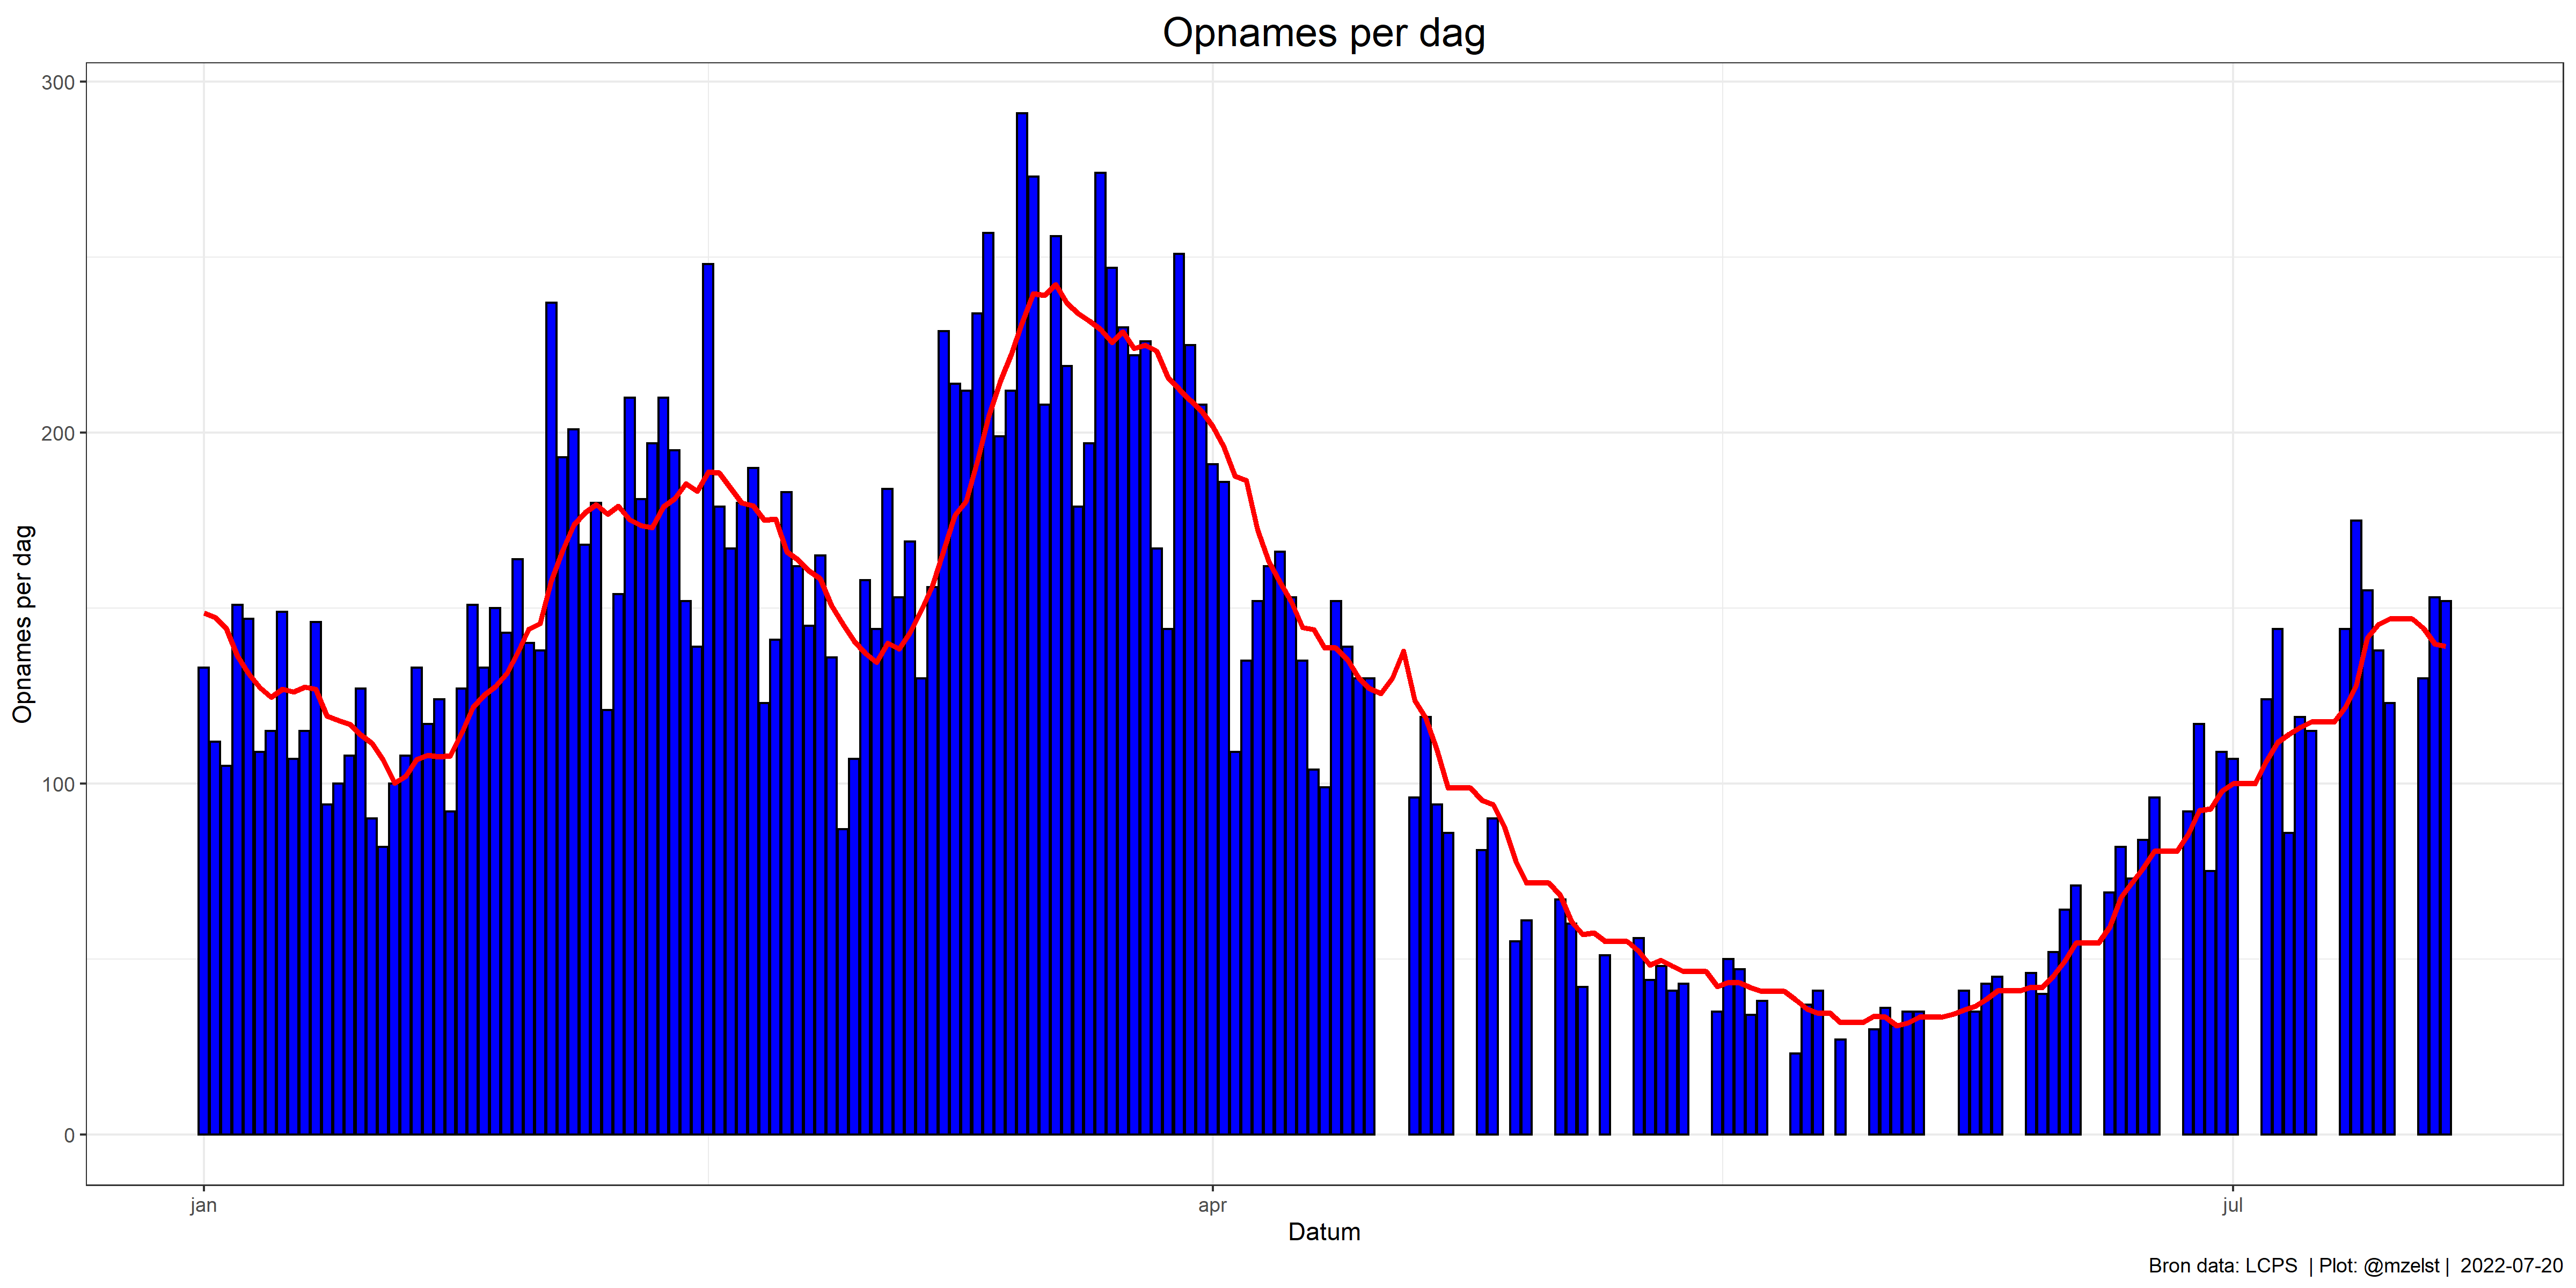 Opnames per dag
Opnames per dag
300
200
100
0
jan
apr
jul
Datum
Bron data: LCPS | Plot: @mzelst | 2022-07-20